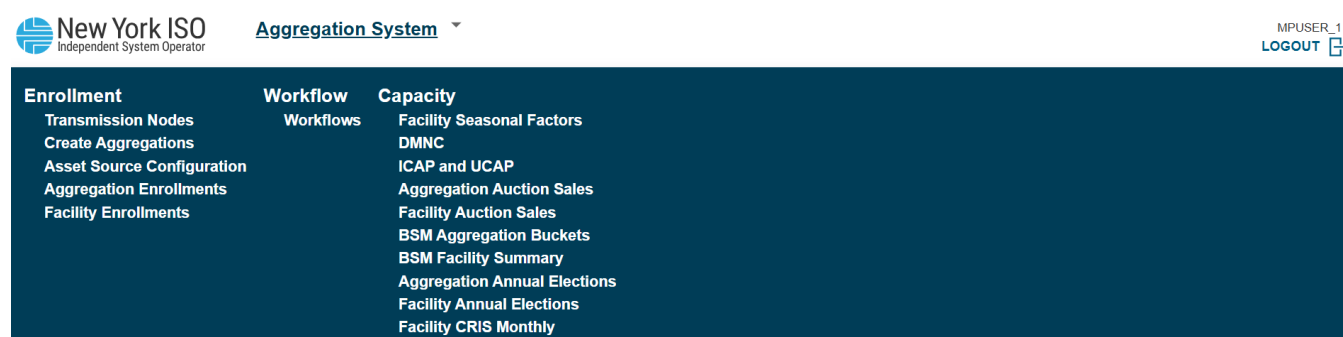 New York ISO
Independent System Operator
Aggregation System
MPUSER_1
LOGOUT
Enrollment
Transmission Nodes
Create Aggregations
Asset Source Configuration
Aggregation Enrollments
Facility Enrollments
Workflow
Workflows
Capacity
Facility Seasonal Factors
DMNC
ICAP and UCAP
Aggregation Auction Sales
Facility Auction Sales
BSM Aggregation Buckets
BSM Facility Summary
Aggregation Annual Elections
Facility Annual Elections
Facility CRIS Monthly